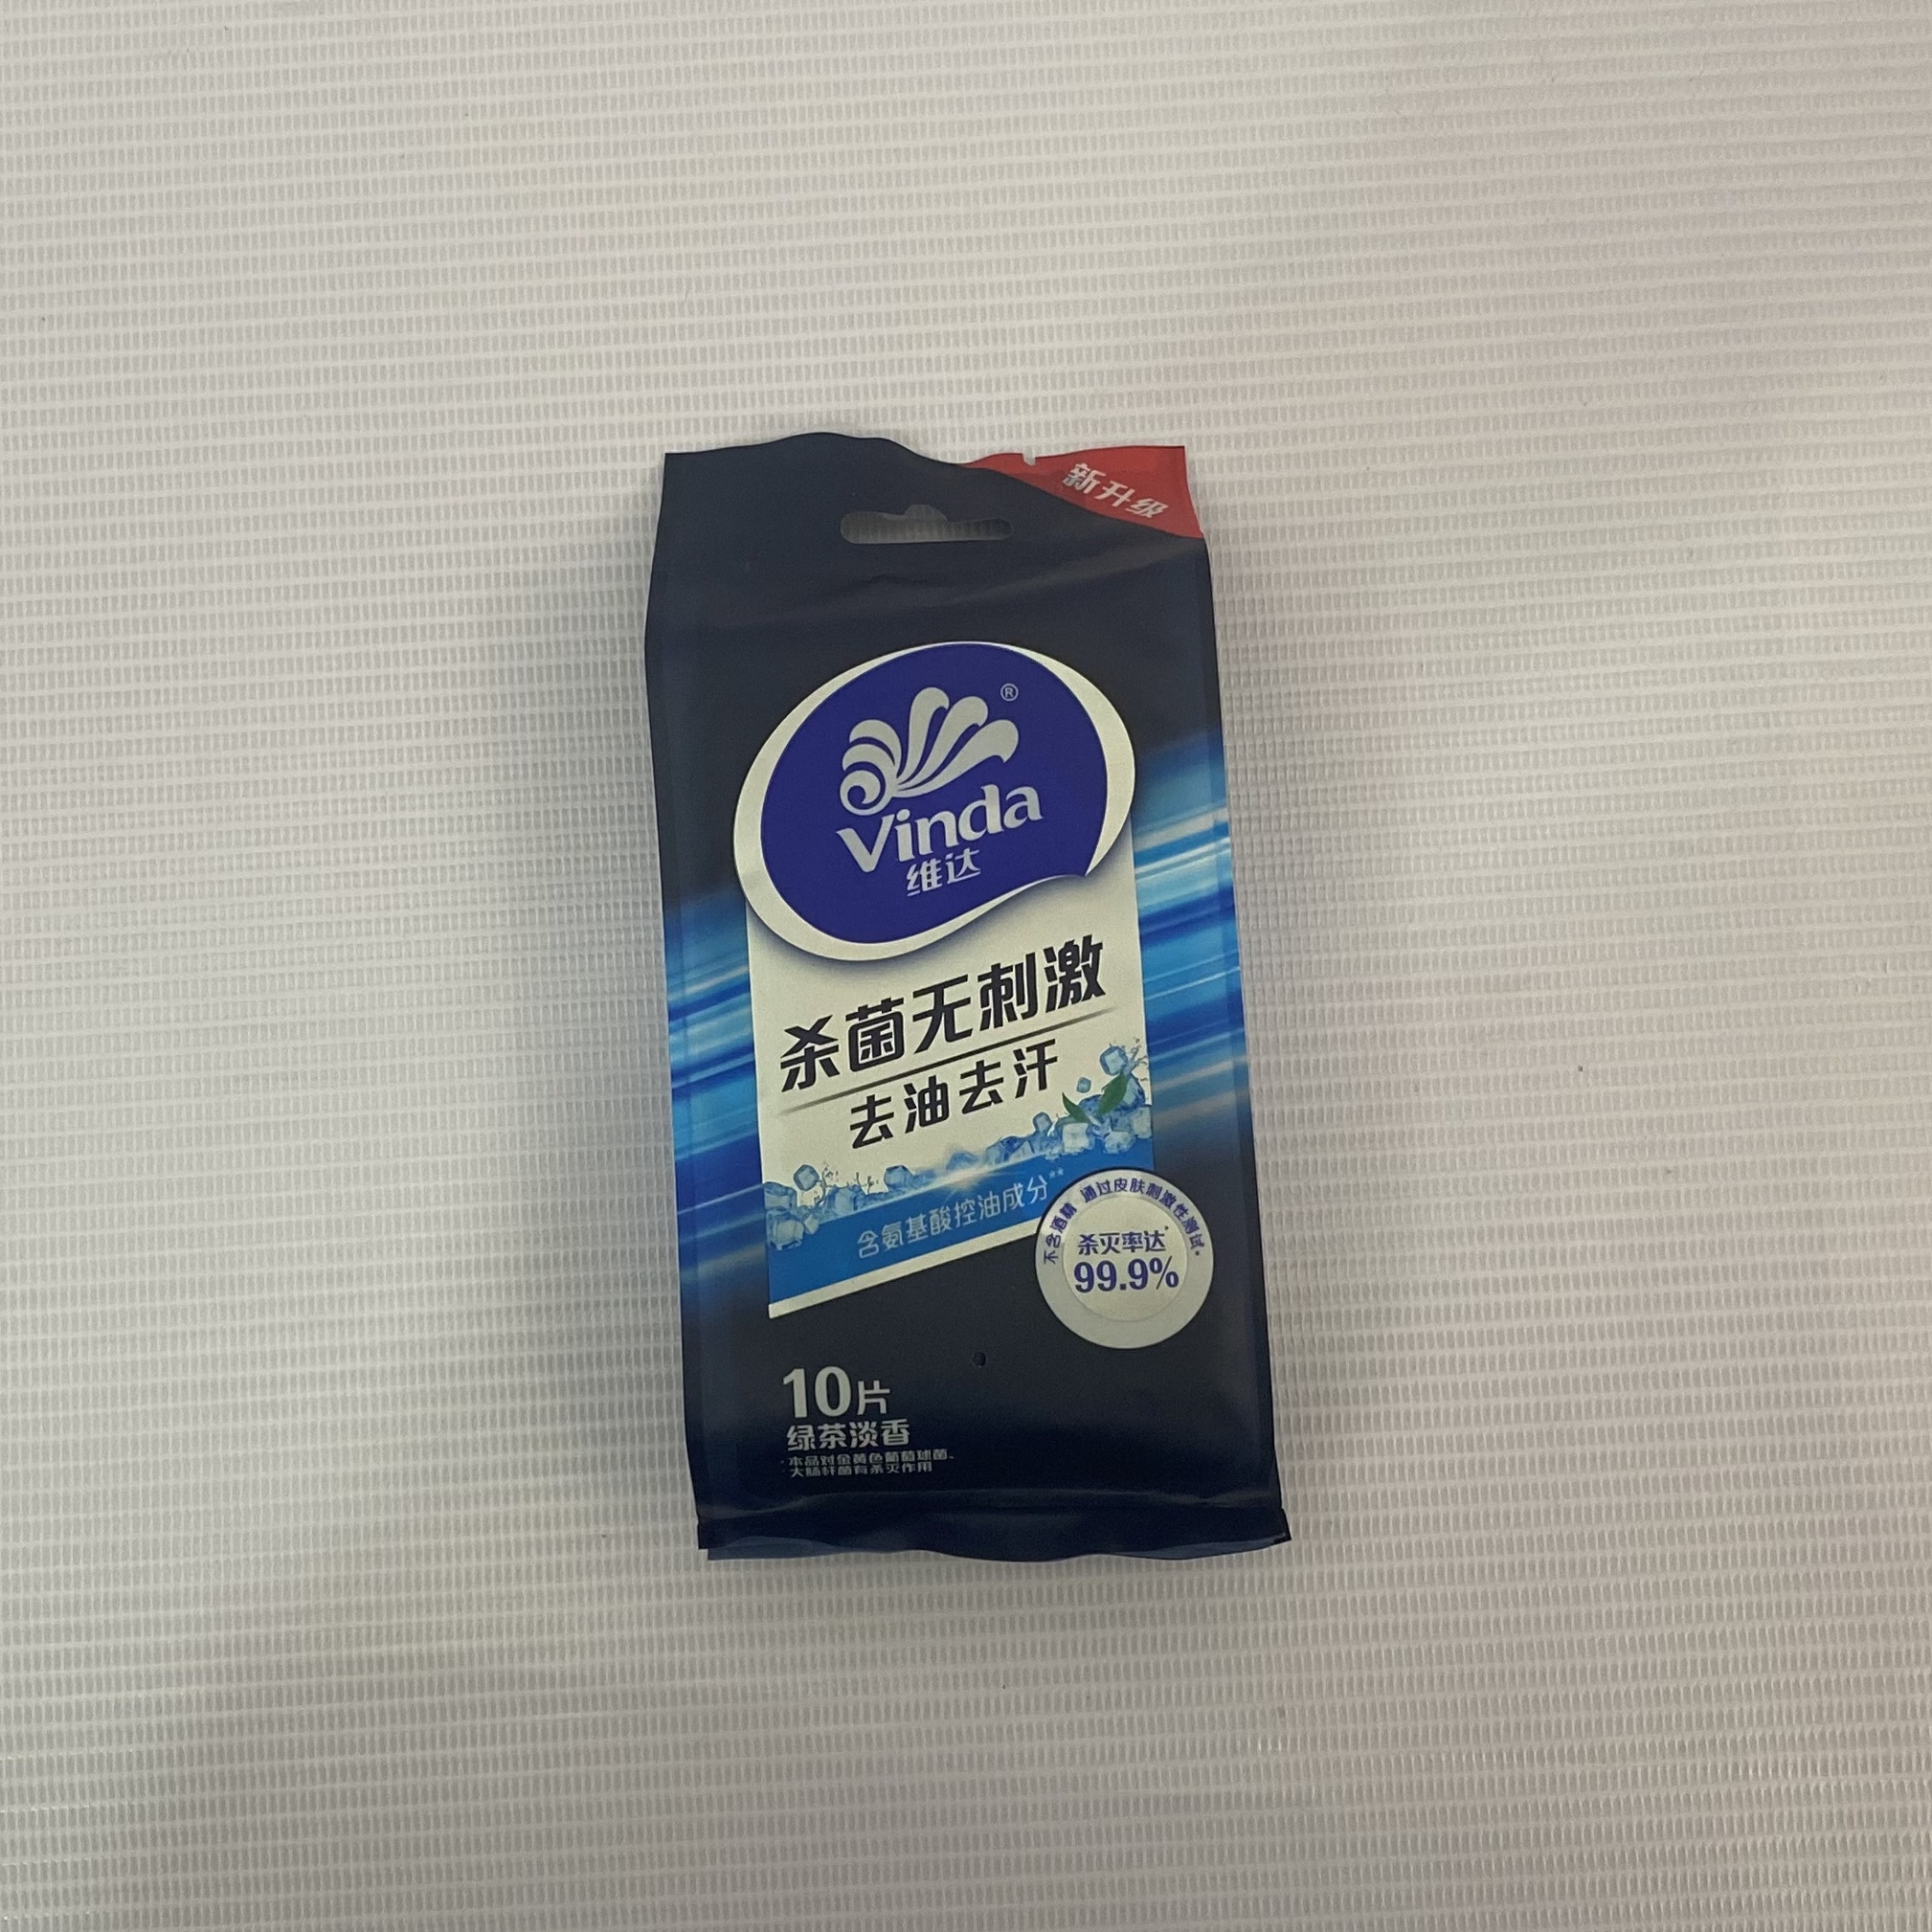 新升级
®
Vinda
维达
杀菌无刺激
去油去汗
含氨基酸控油成分**
不含酒精 通过皮肤刺激性测试*
杀灭率达*
99.9%
10片
绿茶淡香
*本品对金黄色葡萄球菌、
大肠杆菌有杀灭作用